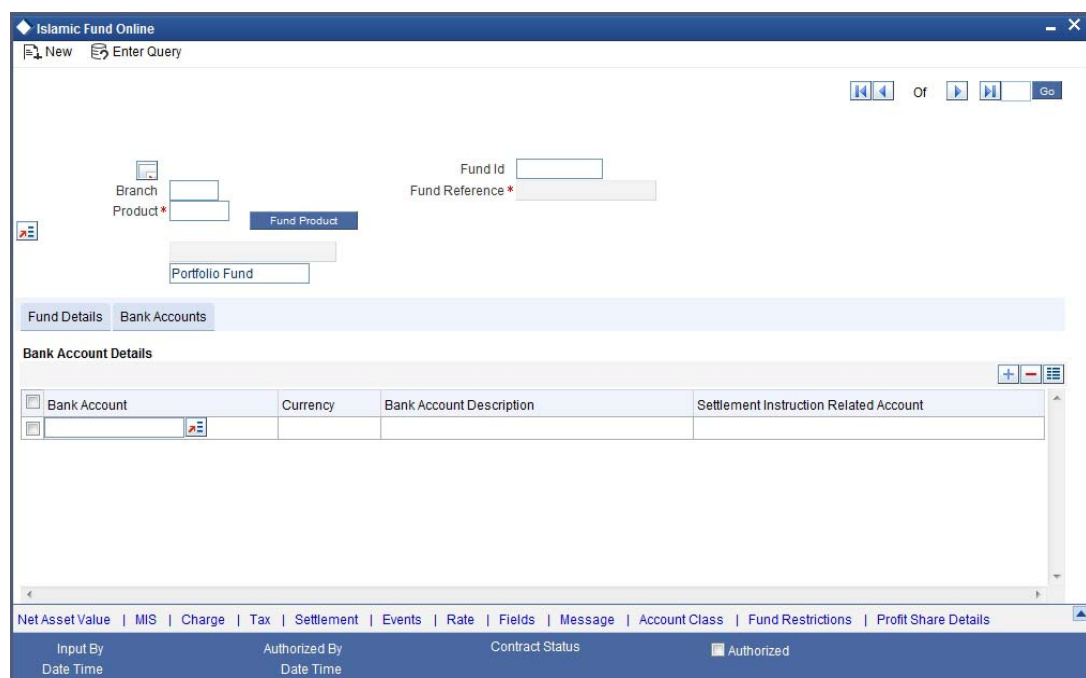 Islamic Fund Online
New Enter Query
Of Go
Fund Id
Branch Fund Reference *
Product * Fund Product
Portfolio Fund
Fund Details Bank Accounts
Bank Account Details
Bank Account Currency Bank Account Description Settlement Instruction Related Account
Net Asset Value | MIS | Charge | Tax | Settlement | Events | Rate | Fields | Message | Account Class | Fund Restrictions | Profit Share Details
Input By Authorized By Contract Status Authorized
Date Time Date Time